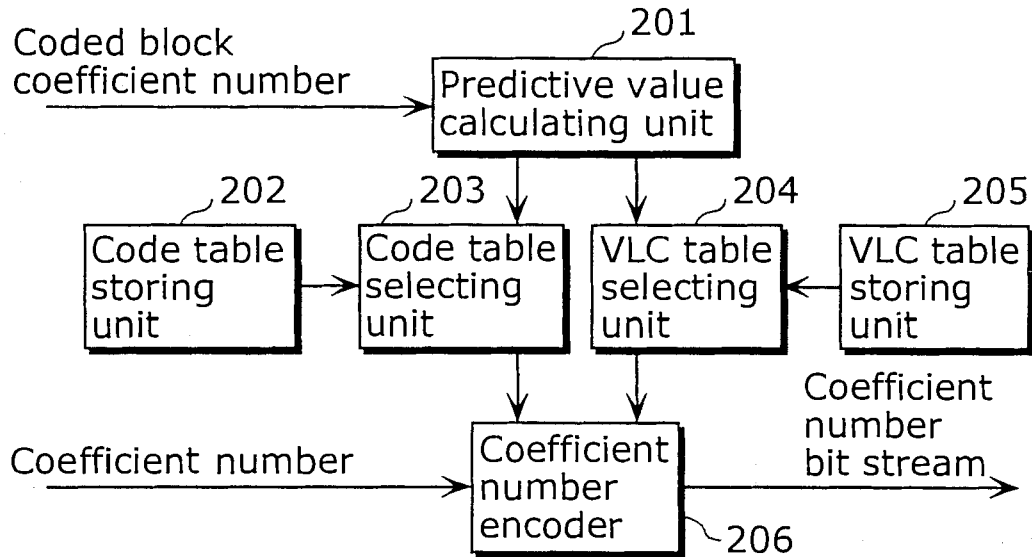 201
Coded block
coefficient number
Predictive value
calculating unit
202
203
204
205
Code table
storing
unit
Code table
selecting
unit
VLC table
selecting
unit
VLC table
storing
unit
Coefficient
number
bit stream
Coefficient number
Coefficient
number
encoder
206